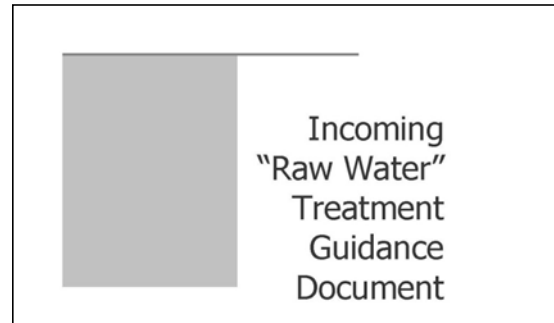 Incoming
“Raw Water”
Treatment
Guidance
Document